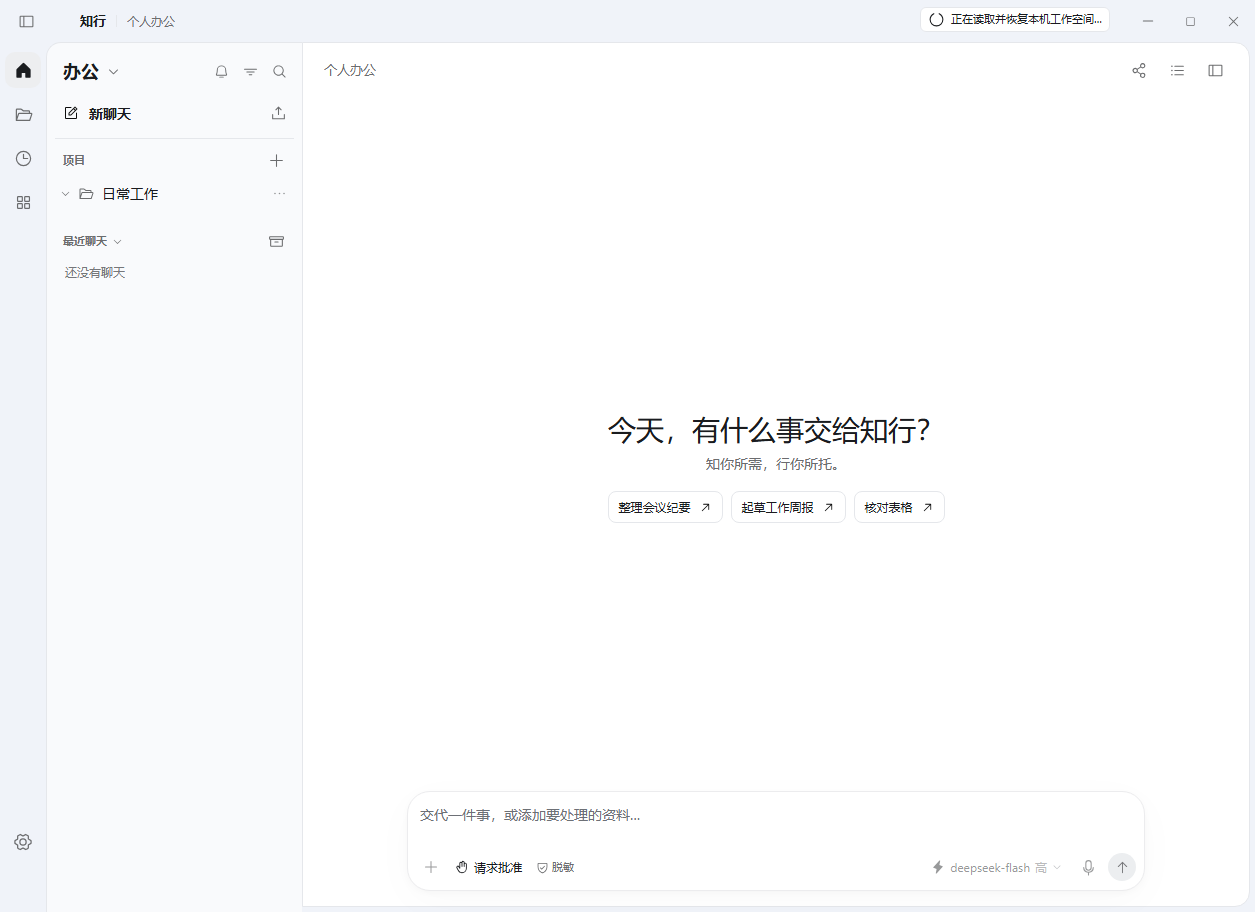 知行 个人办公 正在读取并恢复本机工作空间...
办公
新聊天
项目
日常工作
最近聊天
还没有聊天
个人办公
今天，有什么事交给知行？
知你所需，行你所托。
整理会议纪要 起草工作周报 核对表格
交代一件事，或添加要处理的资料...
请求批准 脱敏 deepseek-flash 高